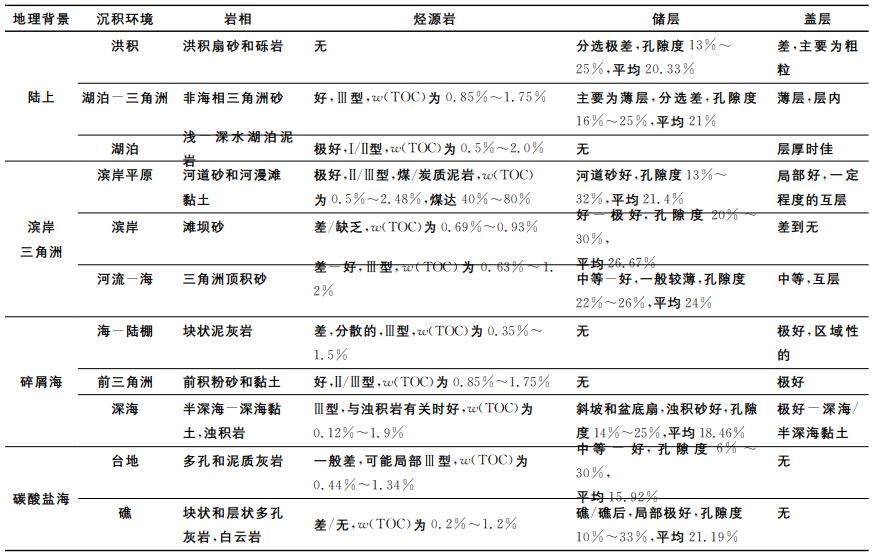 地理背景 沉积环境 岩相 烃源岩 储层 盖层
洪积 洪积扇砂和砾岩 无 分选极差,孔隙度 13%～ 差,主要为粗
25%,平均 20.33% 粒
陆上 湖泊—三角洲 非海相三角洲砂 好,Ⅲ型,w(TOC)为 0.85%～1.75% 主要为薄层,分选差,孔隙度 薄层,层内
16%～25%,平均 21%
浅—深水湖泊泥
湖泊 极好,Ⅰ/Ⅱ型,w(TOC)为 0.5%～2.0% 无 层厚时佳
岩
滨岸平原 河道砂和河漫滩 极好,Ⅱ/Ⅲ型,煤/炭质泥岩,w(TOC) 河道砂好,孔隙度 13%～ 局部好,一定
黏土 为 0.5%～2.48%,煤达 40%～80% 32%,平均 21.4% 程度的互层
好—极好,孔隙度 20%～
滨岸 滨岸 滩坝砂 差/缺乏,w(TOC)为 0.69%～0.93% 差到无
30%,
三角洲
差—好,Ⅲ型,w(TOC)为 0.63%～1. 平均 26.67%
河流—海 三角洲顶积砂 中等—好,一般较薄,孔隙度 中等,互层
2% 22%～26%,平均 24%
海—陆棚 块状泥灰岩 差,分散的,Ⅲ型,w(TOC)为 0.35%～ 无 极好,区域性
1.5% 的
碎屑海 前三角洲 前积粉砂和黏土 好,Ⅱ/Ⅲ型,w(TOC)为 0.85%～1.75% 无 极好
深海 半深海—深海黏 Ⅲ型,与浊积岩有关时好,w(TOC)为 斜坡和盆底扇,浊积砂好,孔隙 极好—深海/
土,浊积岩 0.12%～1.9% 度 14%～25%,平均 18.46% 半深海黏土
中等—好,孔隙度 6%～
台地 多孔和泥质灰岩 一般差,可能局部Ⅲ型,w(TOC)为 无
30%,
0.44%～1.34%
碳酸盐海 平均 15.92%
礁 块状和层状多孔 礁/礁后,局部极好,孔隙度 无
差/无,w(TOC)为 0.2%～1.2%
灰岩,白云岩 10%～33%,平均 21.19%